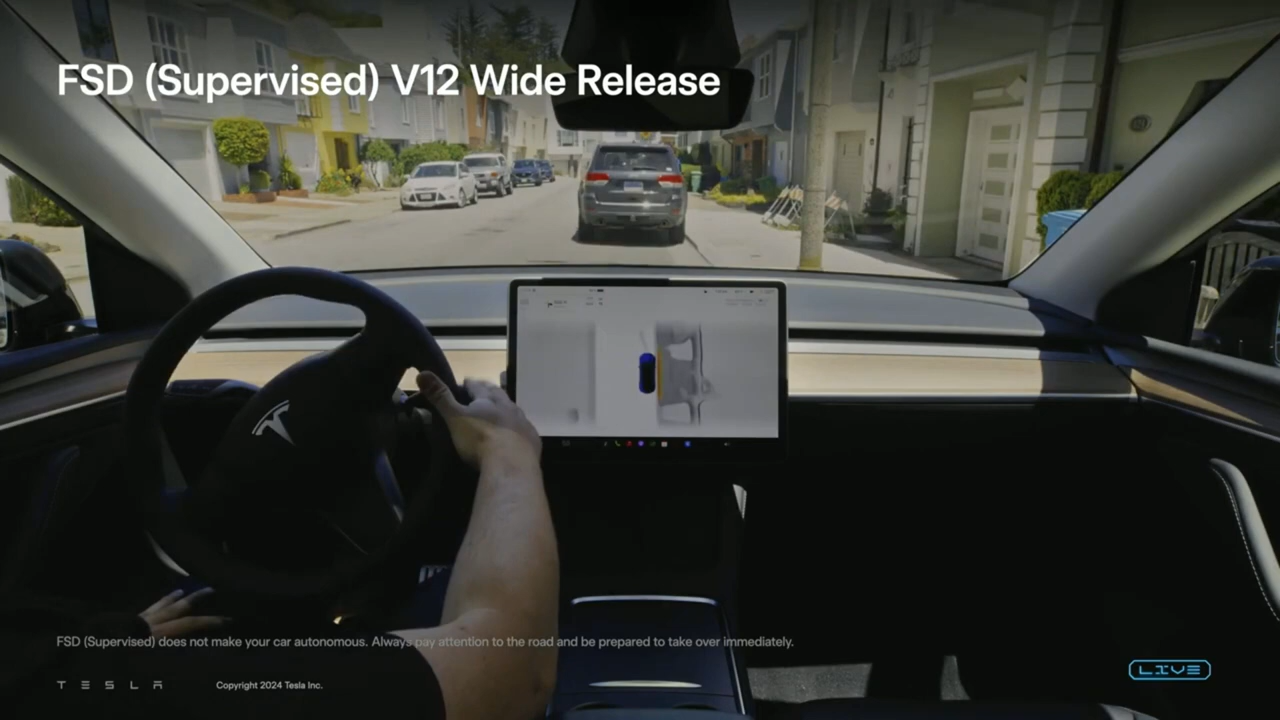 FSD (Supervised) V12 Wide Release
FSD (Supervised) does not make your car autonomous. Always pay attention to the road and be prepared to take over immediately.
TESLA
Copyright 2024 Tesla Inc.
LIVE